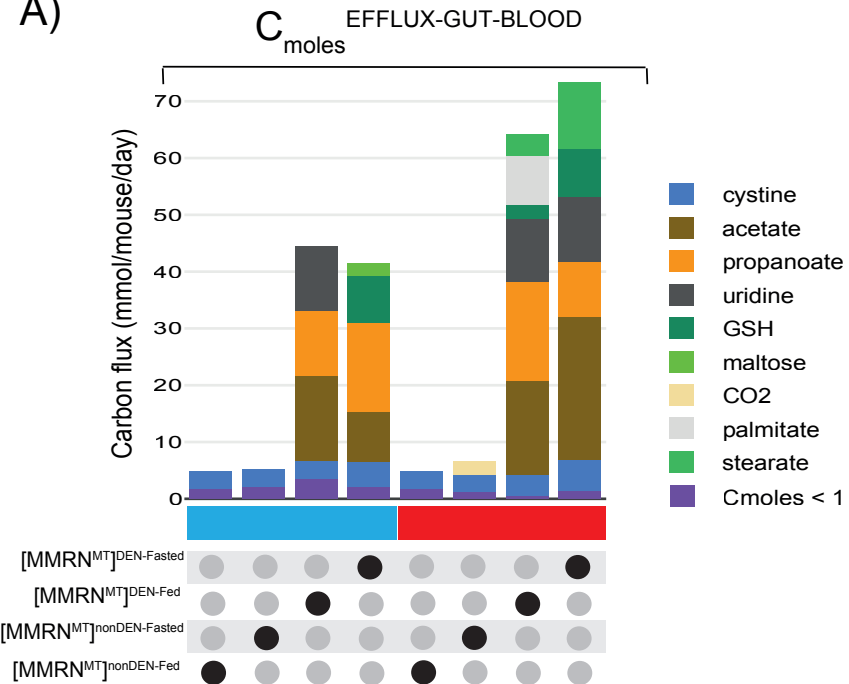 A)
C_moles EFFLUX-GUT-BLOOD
Carbon flux (mmol/mouse/day)
70
60
50
40
30
20
10
0
cystine
acetate
propanoate
uridine
GSH
maltose
CO2
palmitate
stearate
Cmoles < 1
[MMRN^MT]^DEN-Fasted
[MMRN^MT]^DEN-Fed
[MMRN^MT]^nonDEN-Fasted
[MMRN^MT]^nonDEN-Fed